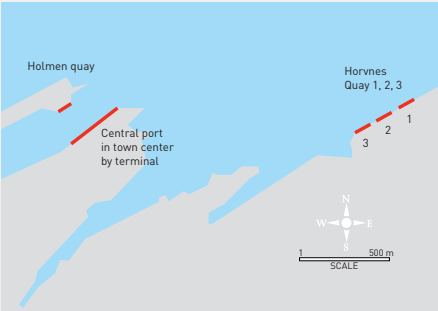 Holmen quay
Horvnes
Quay 1, 2, 3
1
2
3
Central port
in town center
by terminal
N
W E
S
1 500 m
SCALE